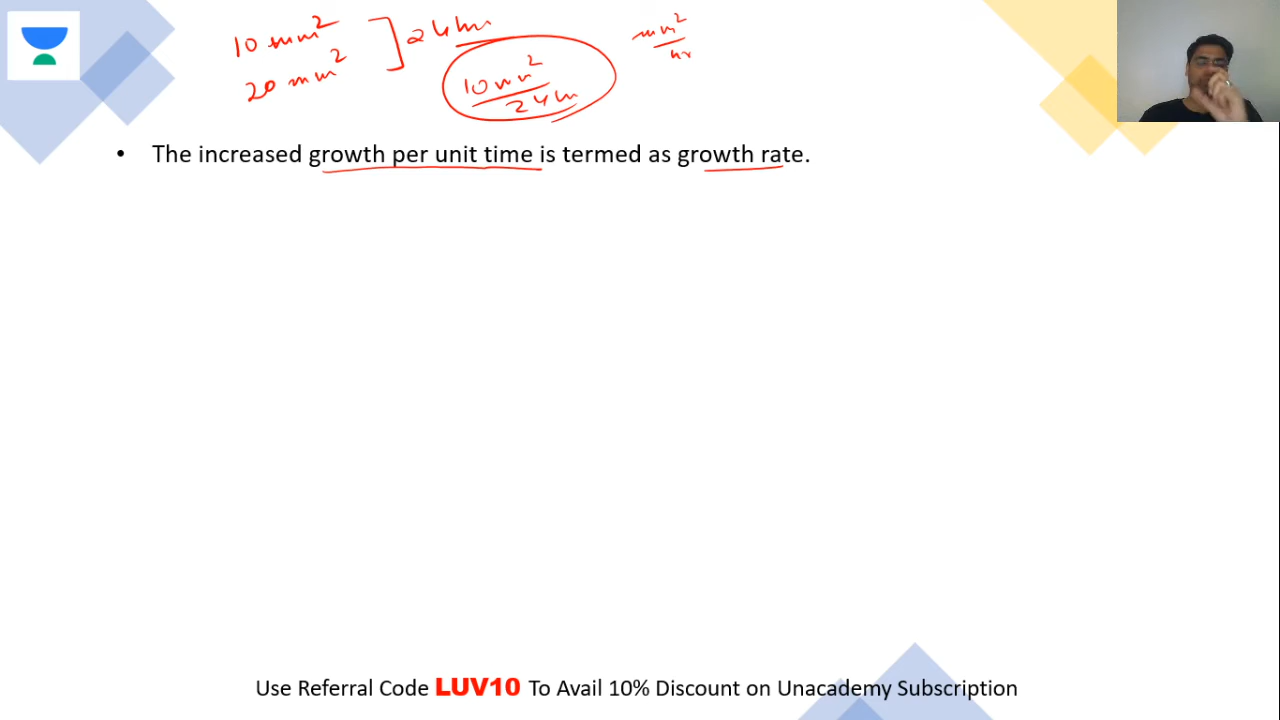 10 mm²
20 mm²
] 24 hr
10 mm²
24 hr
mm²
hr
• The increased growth per unit time is termed as growth rate.
Use Referral Code LUV10 To Avail 10% Discount on Unacademy Subscription